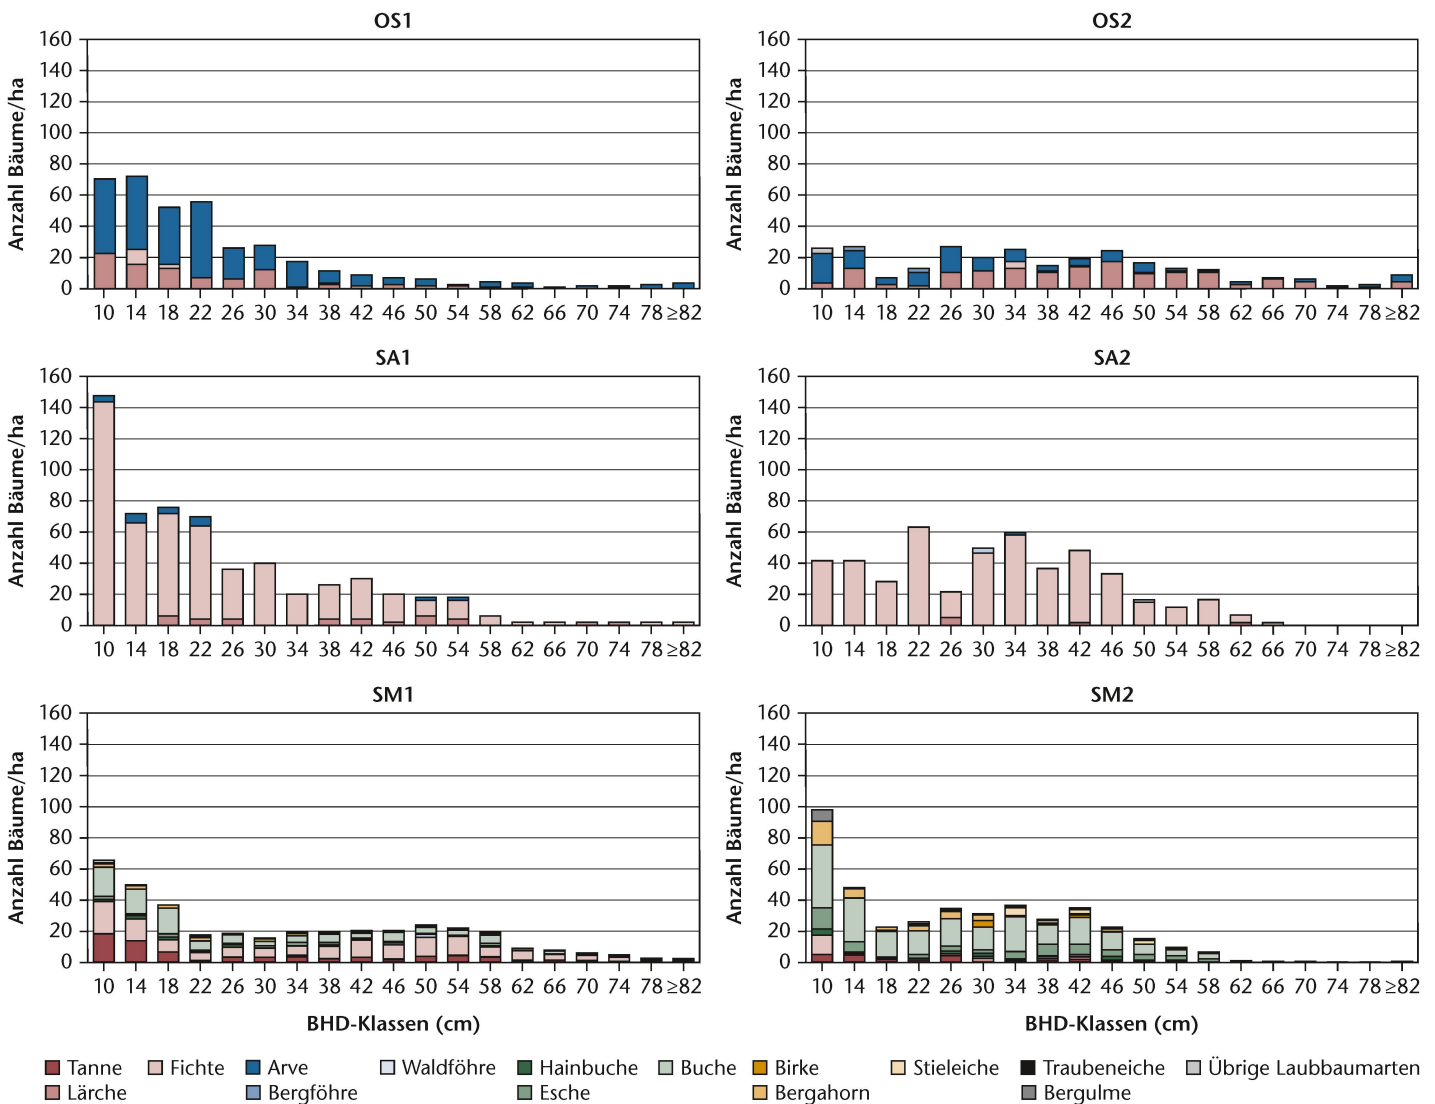 OS1
160
140
120
100
80
60
40
20
0
Anzahl Bäume/ha
10 14 18 22 26 30 34 38 42 46 50 54 58 62 66 70 74 78 ≥82
OS2
160
140
120
100
80
60
40
20
0
Anzahl Bäume/ha
10 14 18 22 26 30 34 38 42 46 50 54 58 62 66 70 74 78 ≥82
SA1
160
140
120
100
80
60
40
20
0
Anzahl Bäume/ha
10 14 18 22 26 30 34 38 42 46 50 54 58 62 66 70 74 78 ≥82
SA2
160
140
120
100
80
60
40
20
0
Anzahl Bäume/ha
10 14 18 22 26 30 34 38 42 46 50 54 58 62 66 70 74 78 ≥82
SM1
160
140
120
100
80
60
40
20
0
Anzahl Bäume/ha
10 14 18 22 26 30 34 38 42 46 50 54 58 62 66 70 74 78 ≥82
BHD-Klassen (cm)
SM2
160
140
120
100
80
60
40
20
0
Anzahl Bäume/ha
10 14 18 22 26 30 34 38 42 46 50 54 58 62 66 70 74 78 ≥82
BHD-Klassen (cm)
Tanne Fichte Arve Waldföhre Hainbuche Buche Birke Stieleiche Traubeneiche Übrige Laubbaumarten
Lärche Bergföhre Esche Bergahorn Bergulme